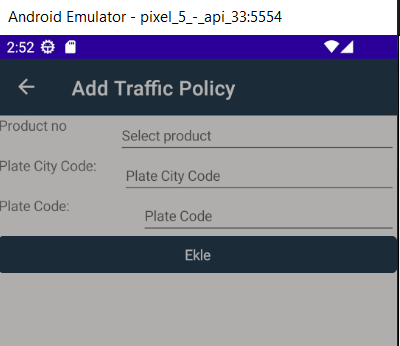 Android Emulator - pixel_5_-_api_33:5554
2:52
Add Traffic Policy
Product no
Select product
Plate City Code:
Plate City Code
Plate Code:
Plate Code
Ekle